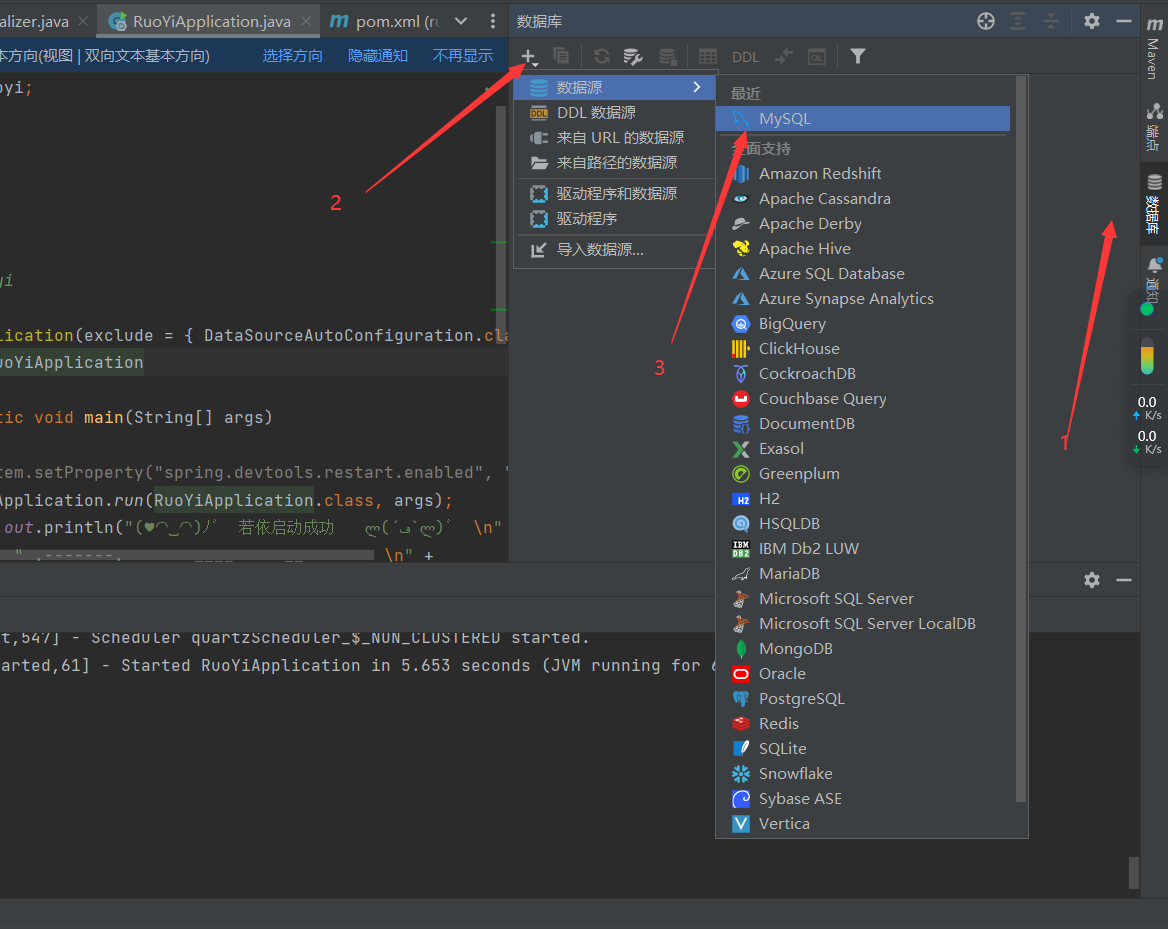 alizer.java
RuoYiApplication.java
pom.xml (ru
数据库
本方向(视图 | 双向文本基本方向)
选择方向
隐藏通知
不再显示
DDL
oyi;
yi
lication(exclude = { DataSourceAutoConfiguration.cla
uoYiApplication
tic void main(String[] args)
tem.setProperty("spring.devtools.restart.enabled", "
Application.run(RuoYiApplication.class, args);
.out.println("(♥◠‿◠)ノ゙ 若依启动成功 ლ(´ڡ`ლ)゙ \n"
" .-------. \n" +
数据源
DDL 数据源
来自 URL 的数据源
来自路径的数据源
驱动程序和数据源
驱动程序
导入数据源...
最近
MySQL
全面支持
Amazon Redshift
Apache Cassandra
Apache Derby
Apache Hive
Azure SQL Database
Azure Synapse Analytics
BigQuery
ClickHouse
CockroachDB
Couchbase Query
DocumentDB
Exasol
Greenplum
H2
HSQLDB
IBM Db2 LUW
MariaDB
Microsoft SQL Server
Microsoft SQL Server LocalDB
MongoDB
Oracle
PostgreSQL
Redis
SQLite
Snowflake
Sybase ASE
Vertica
2
3
1
Maven
端点
数据库
通知
0.0
K/s
0.0
K/s
t,547] - Scheduler quartzScheduler_$_NON_CLUSTERED started.
arted,61] - Started RuoYiApplication in 5.653 seconds (JVM running for 6